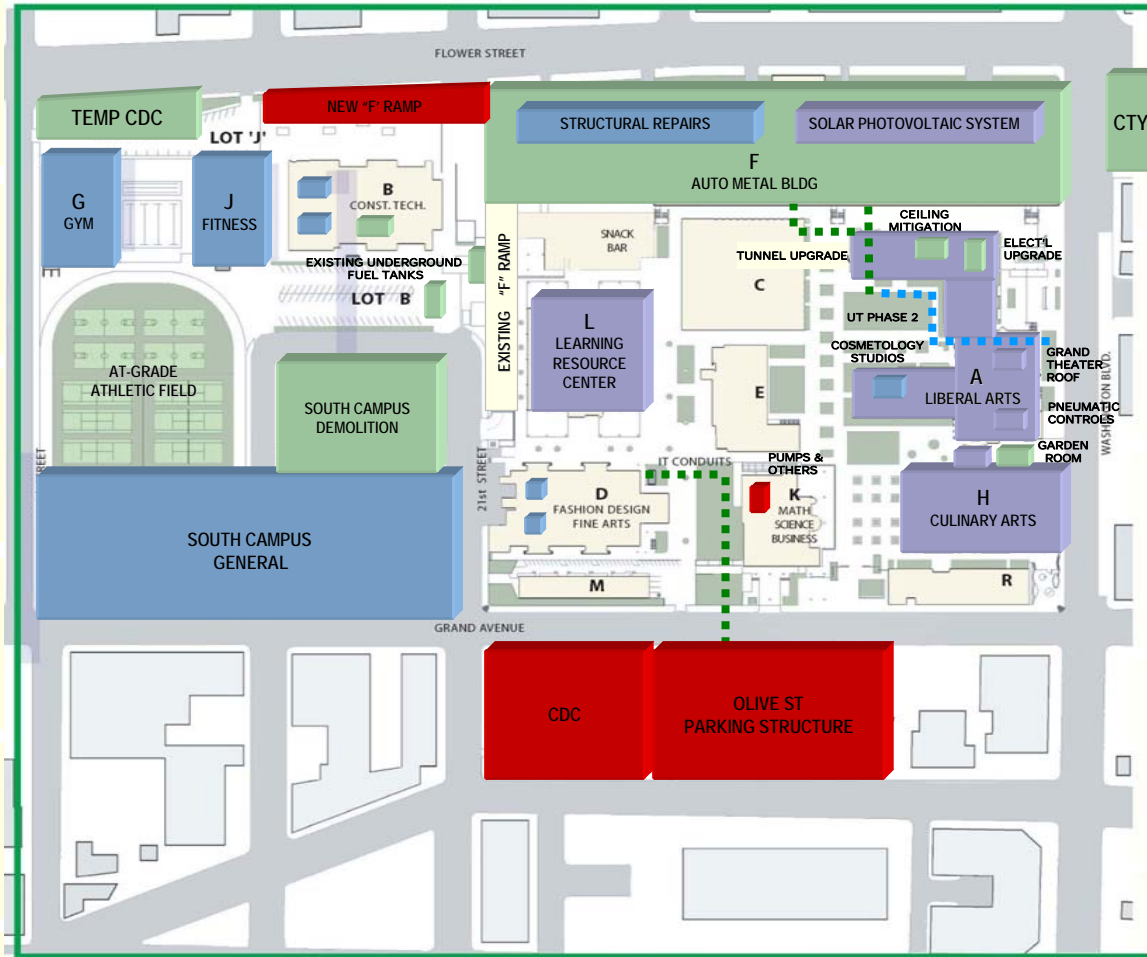 FLOWER STREET
TEMP CDC
NEW "F' RAMP
STRUCTURAL REPAIRS
SOLAR PHOTOVOLTAIC SYSTEM
CTY
LOT 'J'
F
AUTO METAL BLDG
G
GYM
J
FITNESS
B
CONST. TECH.
SNACK
BAR
CEILING
MITIGATION
ELECT'L
UPGRADE
TUNNEL UPGRADE
EXISTING UNDERGROUND
FUEL TANKS
LOT B
EXISTING "F" RAMP
C
UT PHASE 2
L
LEARNING
RESOURCE
CENTER
COSMETOLOGY
STUDIOS
GRAND
THEATER
ROOF
WASHINGTON BLVD.
AT-GRADE
ATHLETIC FIELD
E
A
LIBERAL ARTS
PNEUMATIC
CONTROLS
SOUTH CAMPUS
DEMOLITION
GARDEN
ROOM
STREET
21st STREET
IT CONDUITS
PUMPS &
OTHERS
D
FASHION DESIGN
FINE ARTS
K
MATH
SCIENCE
BUSINESS
H
CULINARY ARTS
SOUTH CAMPUS
GENERAL
M
R
GRAND AVENUE
CDC
OLIVE ST
PARKING STRUCTURE